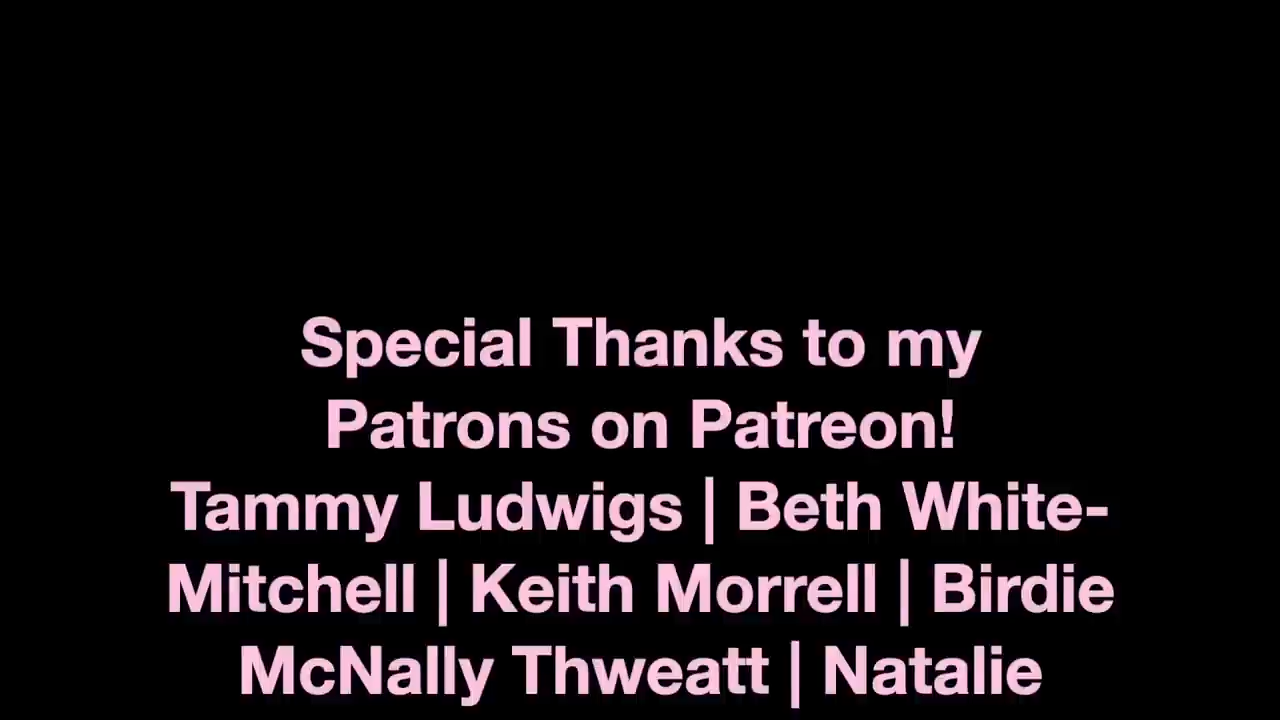 Special Thanks to my
Patrons on Patreon!
Tammy Ludwigs | Beth White-
Mitchell | Keith Morrell | Birdie
McNally Thweatt | Natalie